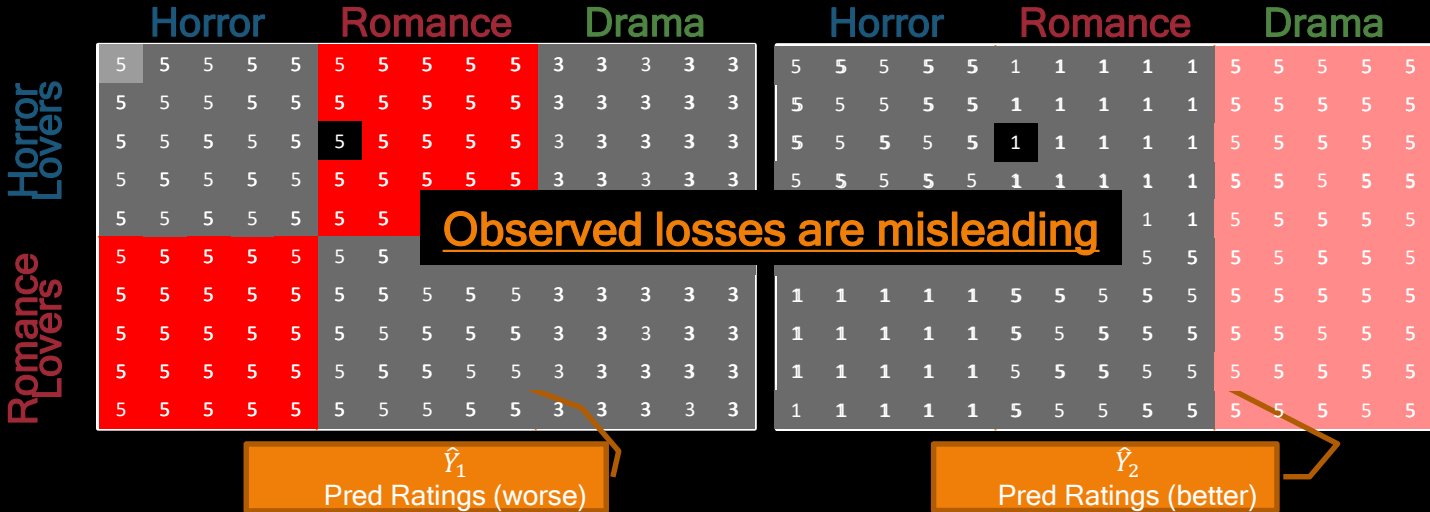 Horror Romance Drama Horror Romance Drama
Horror Lovers
5 5 5 5 5 5 5 5 5 5 3 3 3 3 3 5 5 5 5 5 1 1 1 1 1 5 5 5 5 5
5 5 5 5 5 5 5 5 5 5 3 3 3 3 3 5 5 5 5 5 1 1 1 1 1 5 5 5 5 5
5 5 5 5 5 5 5 5 5 5 3 3 3 3 3 5 5 5 5 5 1 1 1 1 1 5 5 5 5 5
5 5 5 5 5 5 5 5 5 5 3 3 3 3 3 5 5 5 5 5 1 1 1 1 1 5 5 5 5 5
5 5 5 5 5 5 5 1 1 5 5 5 5 5
Observed losses are misleading
Romance Lovers
5 5 5 5 5 5 5 5 5 5 5 5 5 5
5 5 5 5 5 5 5 5 5 5 3 3 3 3 3 1 1 1 1 1 5 5 5 5 5 5 5 5 5 5
5 5 5 5 5 5 5 5 5 5 3 3 3 3 3 1 1 1 1 1 5 5 5 5 5 5 5 5 5 5
5 5 5 5 5 5 5 5 5 5 3 3 3 3 3 1 1 1 1 1 5 5 5 5 5 5 5 5 5 5
5 5 5 5 5 5 5 5 5 5 3 3 3 3 3 1 1 1 1 1 5 5 5 5 5 5 5 5 5 5
Ŷ₁
Pred Ratings (worse)
Ŷ₂
Pred Ratings (better)